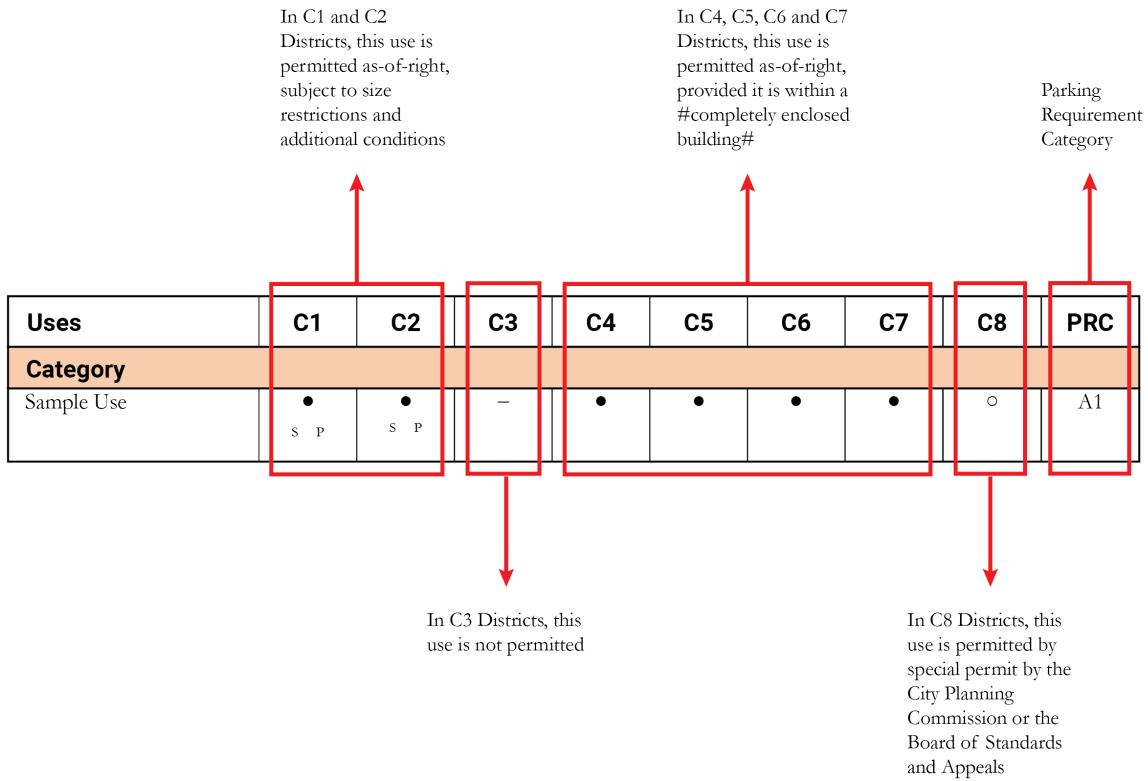 In C1 and C2
Districts, this use is
permitted as-of-right,
subject to size
restrictions and
additional conditions
In C4, C5, C6 and C7
Districts, this use is
permitted as-of-right,
provided it is within a
#completely enclosed
building#
Parking
Requirement
Category
Uses C1 C2 C3 C4 C5 C6 C7 C8 PRC
Category
Sample Use ● ● – ● ● ● ● ○ A1
S P S P
In C3 Districts, this
use is not permitted
In C8 Districts, this
use is permitted by
special permit by the
City Planning
Commission or the
Board of Standards
and Appeals